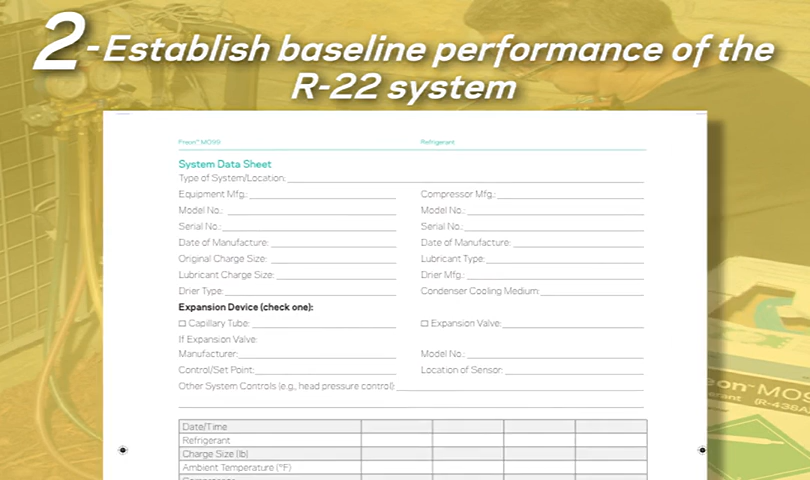 2-Establish baseline performance of the
R-22 system
Freon™ MO99 Refrigerant
System Data Sheet
Type of System/Location:
Equipment Mfg.: Compressor Mfg.:
Model No.: Model No.:
Serial No.: Serial No.:
Date of Manufacture: Date of Manufacture:
Original Charge Size: Lubricant Type:
Lubricant Charge Size: Drier Mfg.:
Drier Type: Condenser Cooling Medium:
Expansion Device (check one):
☐ Capillary Tube: ☐ Expansion Valve:
If Expansion Valve:
Manufacturer: Model No.:
Control/Set Point: Location of Sensor:
Other System Controls (e.g., head pressure control):
Date/Time
Refrigerant
Charge Size (lb)
Ambient Temperature (°F)
eon™ MO9
erant (R-438A